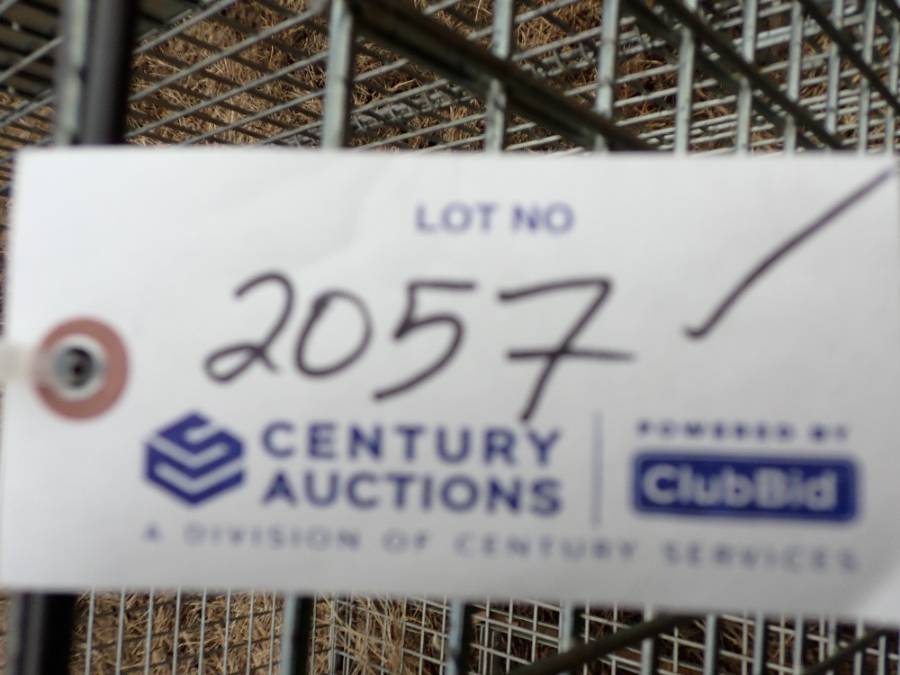 LOT NO
2057
CENTURY
AUCTIONS
A DIVISION OF CENTURY SERVICES
POWERED BY
ClubBid